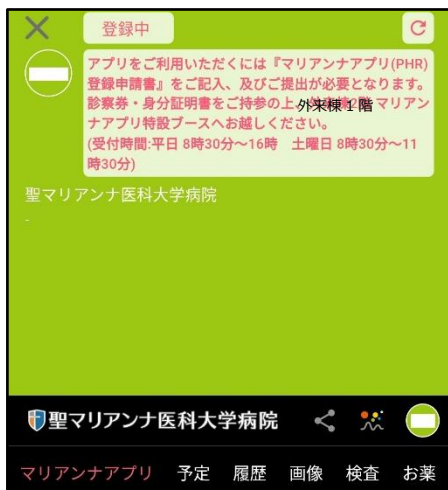 登録中
アプリをご利用いただくには『マリアンナアプリ(PHR)
登録申請書』をご記入、及びご提出が必要となります。
診察券・身分証明書をご持参の上、外来棟1階 マリアン
ナアプリ特設ブースへお越しください。
(受付時間:平日 8時30分～16時 土曜日 8時30分～11
時30分)
聖マリアンナ医科大学病院
-
聖マリアンナ医科大学病院
マリアンナアプリ 予定 履歴 画像 検査 お薬